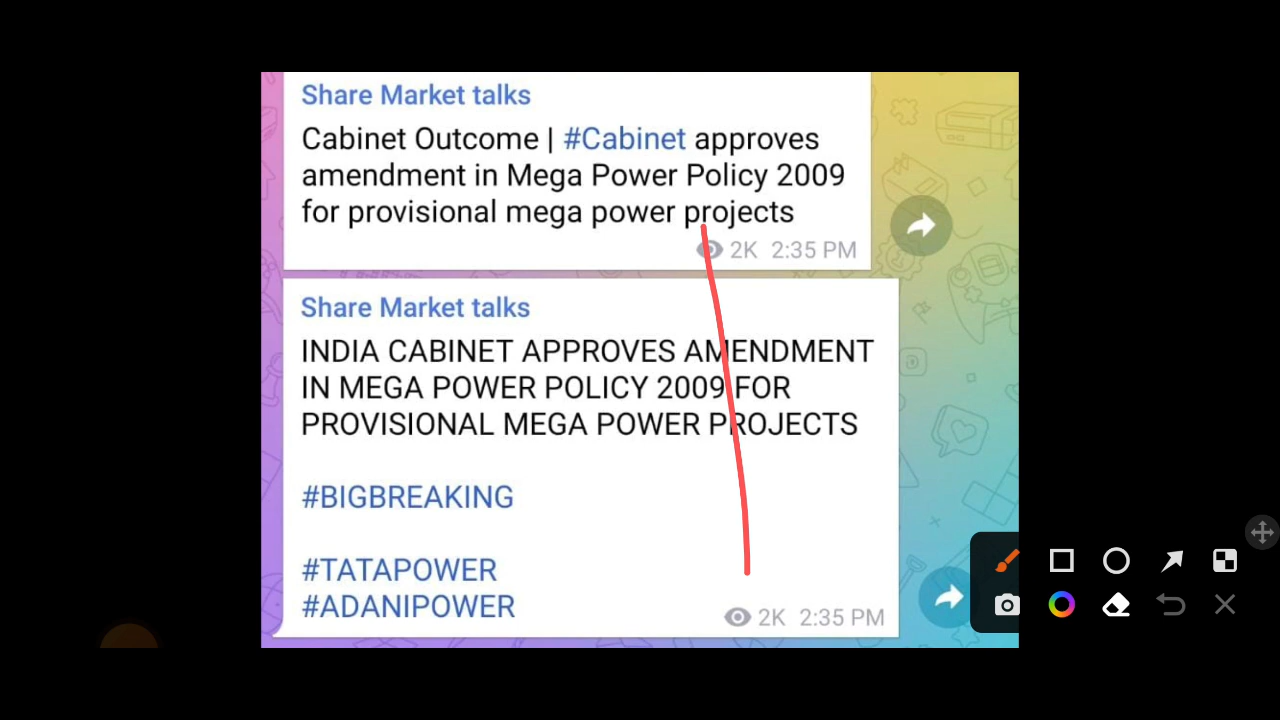 Share Market talks
Cabinet Outcome | #Cabinet approves
amendment in Mega Power Policy 2009
for provisional mega power projects
2K 2:35 PM
Share Market talks
INDIA CABINET APPROVES AMENDMENT
IN MEGA POWER POLICY 2009 FOR
PROVISIONAL MEGA POWER PROJECTS
#BIGBREAKING
#TATAPOWER
#ADANIPOWER
2K 2:35 PM